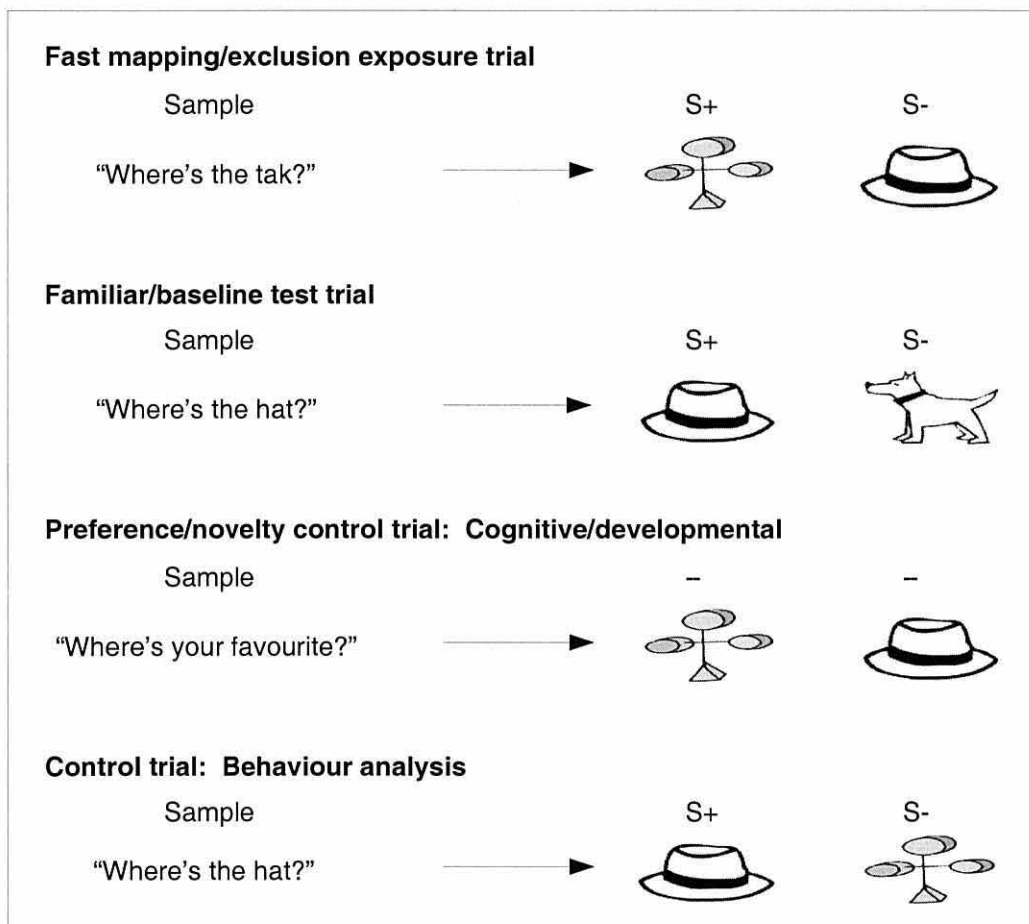 Fast mapping/exclusion exposure trial
Sample S+ S-
“Where’s the tak?”
Familiar/baseline test trial
Sample S+ S-
“Where’s the hat?”
Preference/novelty control trial: Cognitive/developmental
Sample – –
“Where’s your favourite?”
Control trial: Behaviour analysis
Sample S+ S-
“Where’s the hat?”